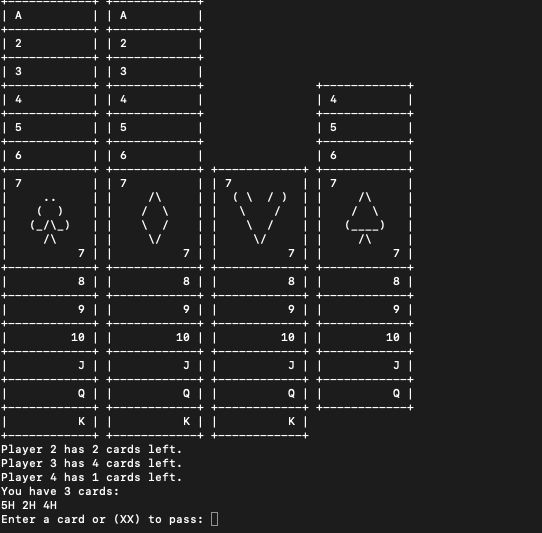 +————————————+ +————————————+
| A          | | A          |
+————————————+ +————————————+
| 2          | | 2          |
+————————————+ +————————————+
| 3          | | 3          |
+————————————+ +————————————+               +————————————+
| 4          | | 4          |               | 4          |
+————————————+ +————————————+               +————————————+
| 5          | | 5          |               | 5          |
+————————————+ +————————————+               +————————————+
| 6          | | 6          |               | 6          |
+————————————+ +————————————+ +————————————+ +————————————+
| 7          | | 7          | | 7          | | 7          |
|     ..     | |     /\     | |  ( \  / )  | |     /\     |
|    (  )    | |    /  \    | |   \    /   | |    /  \    |
|   (_/\_)   | |    \  /    | |    \  /    | |   (____)   |
|     /\     | |     \/     | |     \/     | |     /\     |
|          7 | |          7 | |          7 | |          7 |
+————————————+ +————————————+ +————————————+ +————————————+
|          8 | |          8 | |          8 | |          8 |
+————————————+ +————————————+ +————————————+ +————————————+
|          9 | |          9 | |          9 | |          9 |
+————————————+ +————————————+ +————————————+ +————————————+
|         10 | |         10 | |         10 | |         10 |
+————————————+ +————————————+ +————————————+ +————————————+
|          J | |          J | |          J | |          J |
+————————————+ +————————————+ +————————————+ +————————————+
|          Q | |          Q | |          Q | |          Q |
+————————————+ +————————————+ +————————————+ +————————————+
|          K | |          K | |          K |
+————————————+ +————————————+ +————————————+
Player 2 has 2 cards left.
Player 3 has 4 cards left.
Player 4 has 1 cards left.
You have 3 cards:
5H 2H 4H
Enter a card or (XX) to pass: